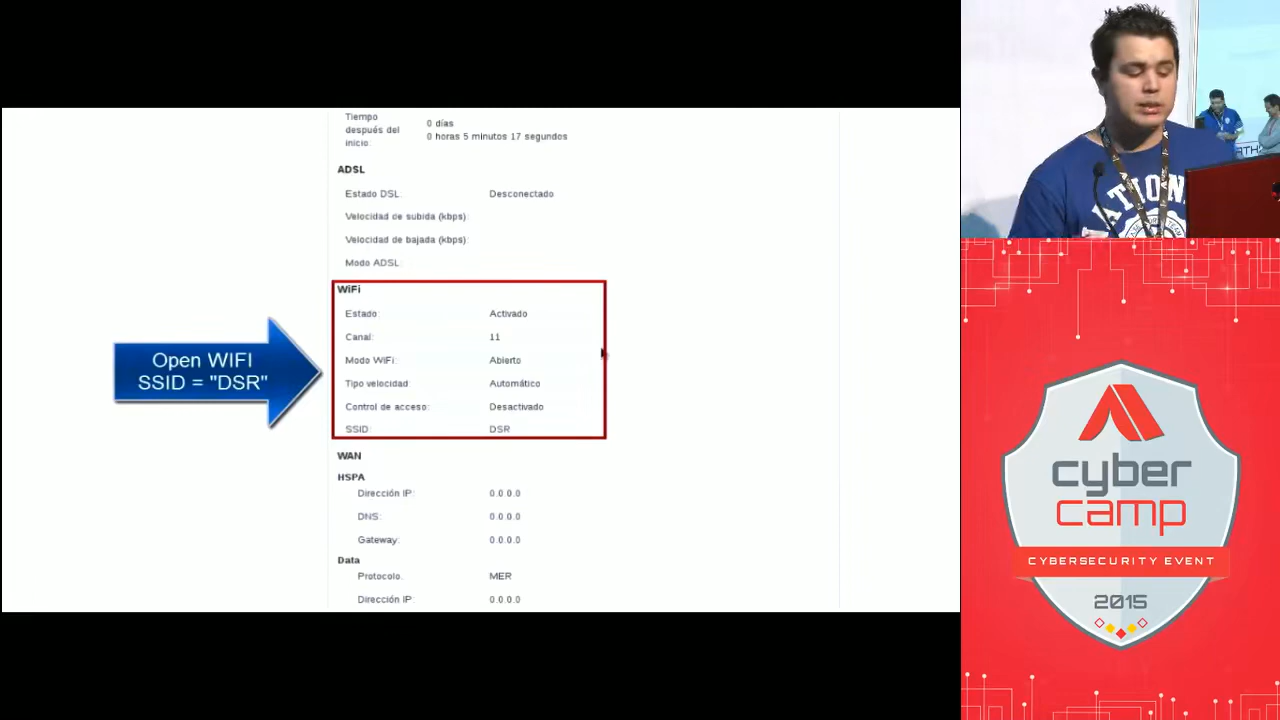 Tiempo
después del
inicio:
0 días
0 horas 5 minutos 17 segundos
ADSL
Estado DSL: Desconectado
Velocidad de subida (kbps):
Velocidad de bajada (kbps):
Modo ADSL:
WiFi
Estado: Activado
Canal: 11
Modo WiFi: Abierto
Tipo velocidad Automático
Control de acceso: Desactivado
SSID: DSR
WAN
HSPA
Dirección IP: 0.0.0.0
DNS: 0.0.0.0
Gateway: 0.0.0.0
Data
Protocolo. MER
Dirección IP: 0.0.0.0
Open WIFI
SSID = "DSR"
cyber
camp
CYBERSECURITY EVENT
2015